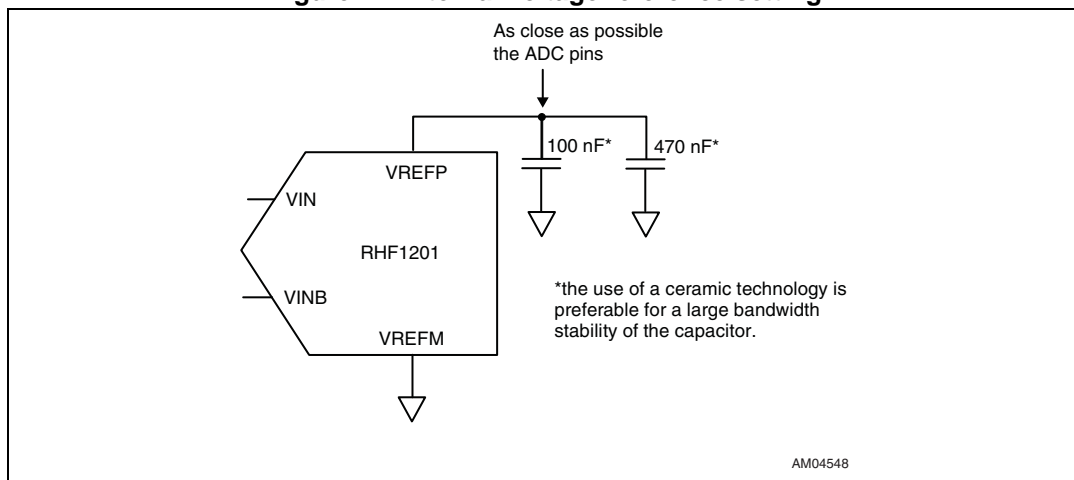 As close as possible
the ADC pins
100 nF*
470 nF*
VREFP
VIN
RHF1201
VINB
*the use of a ceramic technology is
preferable for a large bandwidth
stability of the capacitor.
VREFM
AM04548